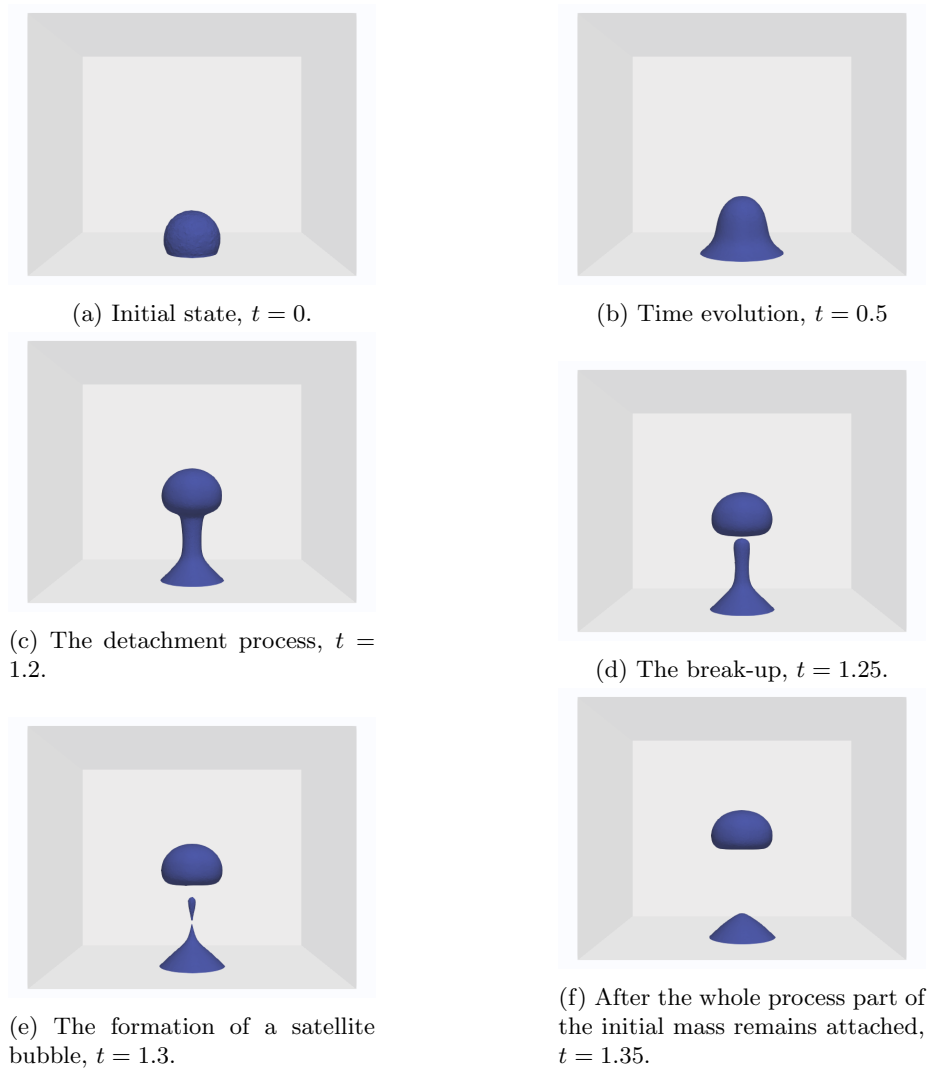 (a) Initial state, t = 0.
(b) Time evolution, t = 0.5
(c) The detachment process, t =
1.2.
(d) The break-up, t = 1.25.
(e) The formation of a satellite
bubble, t = 1.3.
(f) After the whole process part of
the initial mass remains attached,
t = 1.35.